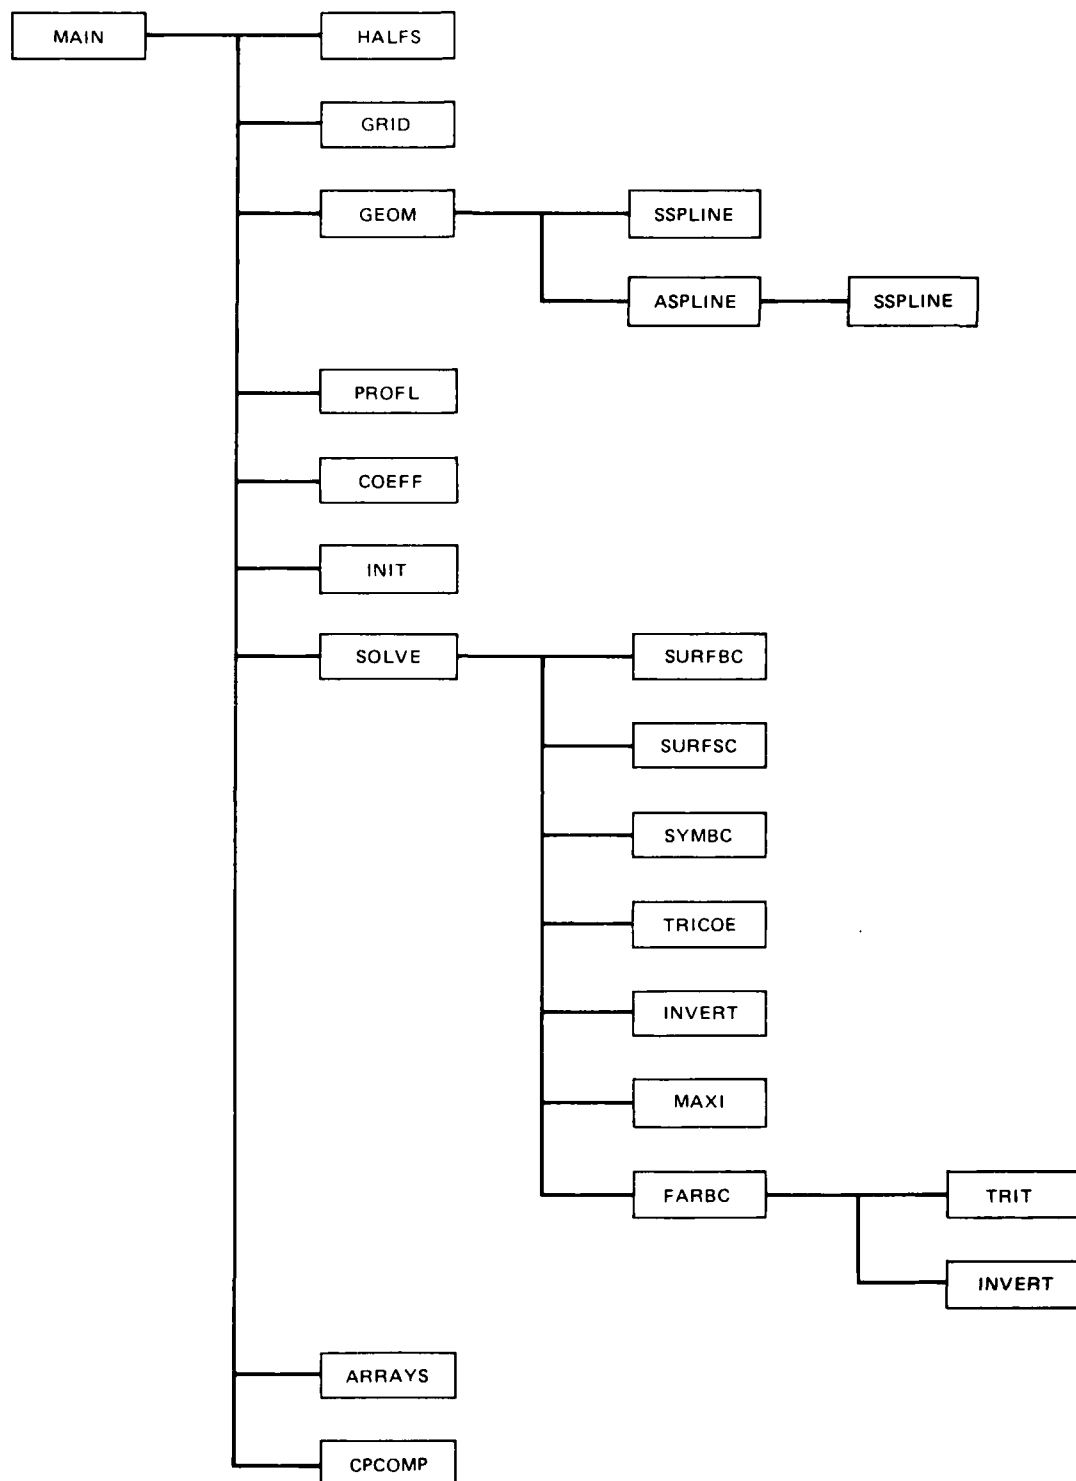 MAIN
HALFS
GRID
GEOM
SSPLINE
ASPLINE
SSPLINE
PROFL
COEFF
INIT
SOLVE
SURFBC
SURFSC
SYMBC
TRICOE
INVERT
MAXI
FARBC
TRIT
INVERT
ARRAYS
CPCOMP